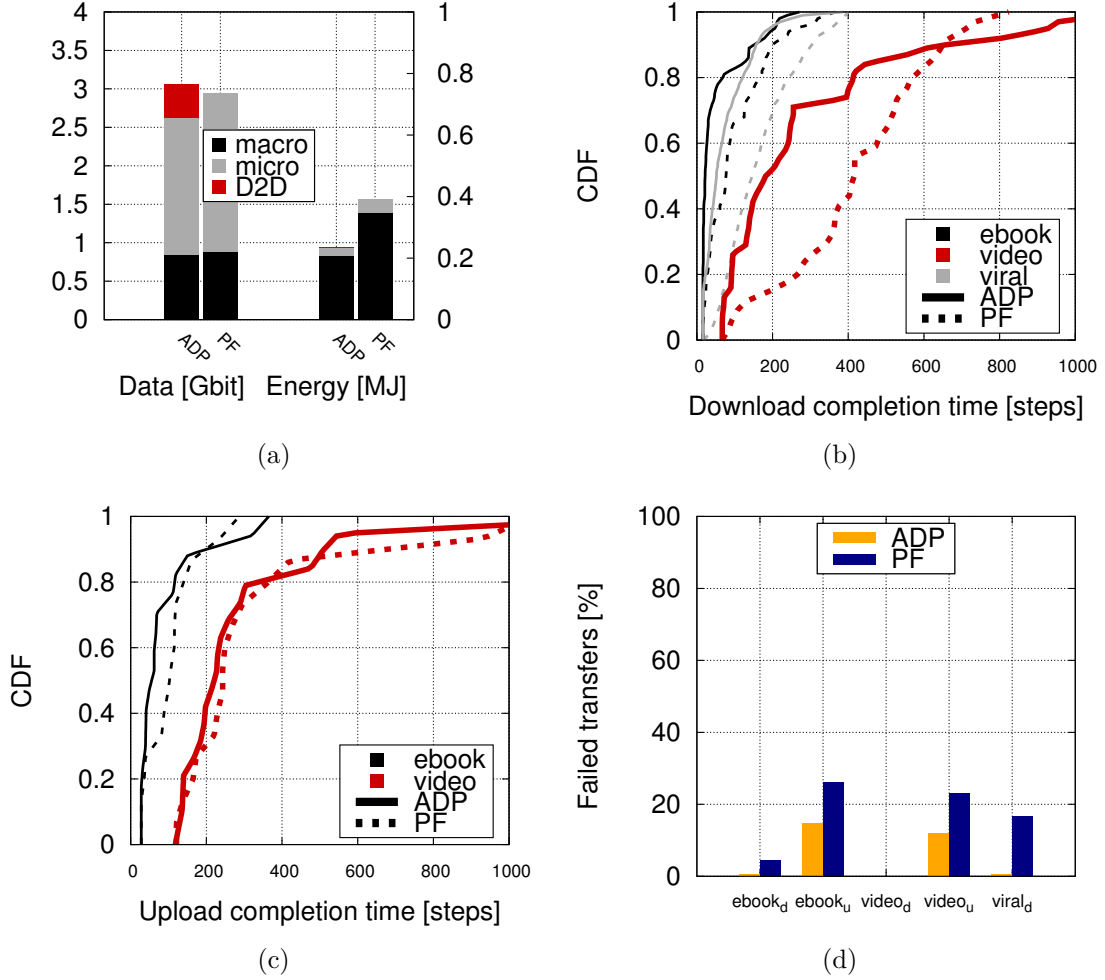 4
3.5
3
2.5
2
1.5
1
0.5
0
1
0.8
0.6
0.4
0.2
0
macro
micro
D2D
ADP
PF
ADP
PF
Data [Gbit]
Energy [MJ]
(a)
1
0.8
0.6
0.4
0.2
0
CDF
ebook
video
viral
ADP
PF
0 200 400 600 800 1000
Download completion time [steps]
(b)
1
0.8
0.6
0.4
0.2
0
CDF
ebook
video
ADP
PF
0 200 400 600 800 1000
Upload completion time [steps]
(c)
100
80
60
40
20
0
Failed transfers [%]
ADP
PF
ebookd ebooku videod videou virald
(d)